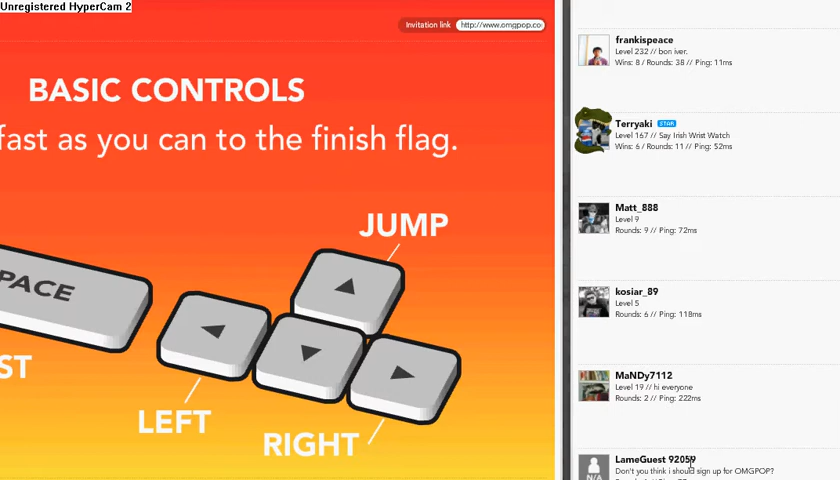 Unregistered HyperCam 2
Invitation link http://www.omgpop.co
BASIC CONTROLS
fast as you can to the finish flag.
JUMP
PACE
ST
LEFT
RIGHT
frankispeace
Level 232 // bon iver.
Wins: 8 / Rounds: 38 // Ping: 11ms
Terryaki STAR
Level 167 // Say Irish Wrist Watch
Wins: 6 / Rounds: 11 // Ping: 52ms
Matt_888
Level 9
Rounds: 9 // Ping: 72ms
kosiar_89
Level 5
Rounds: 6 // Ping: 118ms
MaNDy7112
Level 19 // hi everyone
Rounds: 2 // Ping: 222ms
N/A
LameGuest 92059
Don't you think i should sign up for OMGPOP?